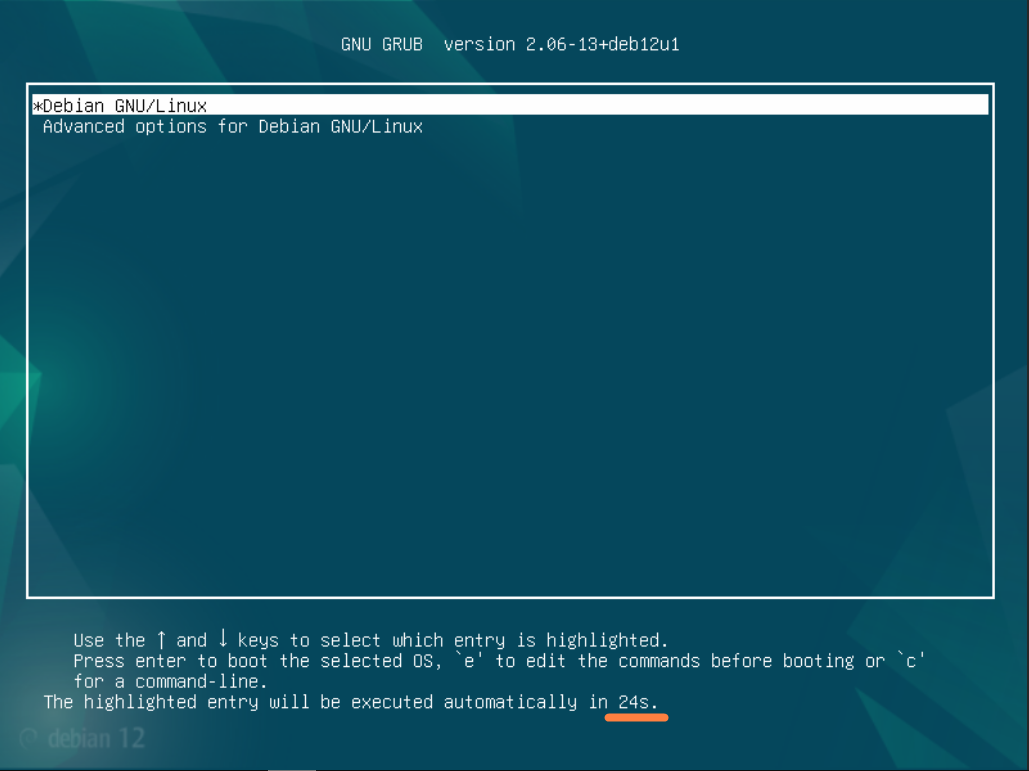 GNU GRUB version 2.06-13+deb12u1
*Debian GNU/Linux
Advanced options for Debian GNU/Linux
Use the ↑ and ↓ keys to select which entry is highlighted.
Press enter to boot the selected OS, `e' to edit the commands before booting or `c'
for a command-line.
The highlighted entry will be executed automatically in 24s.
debian 12